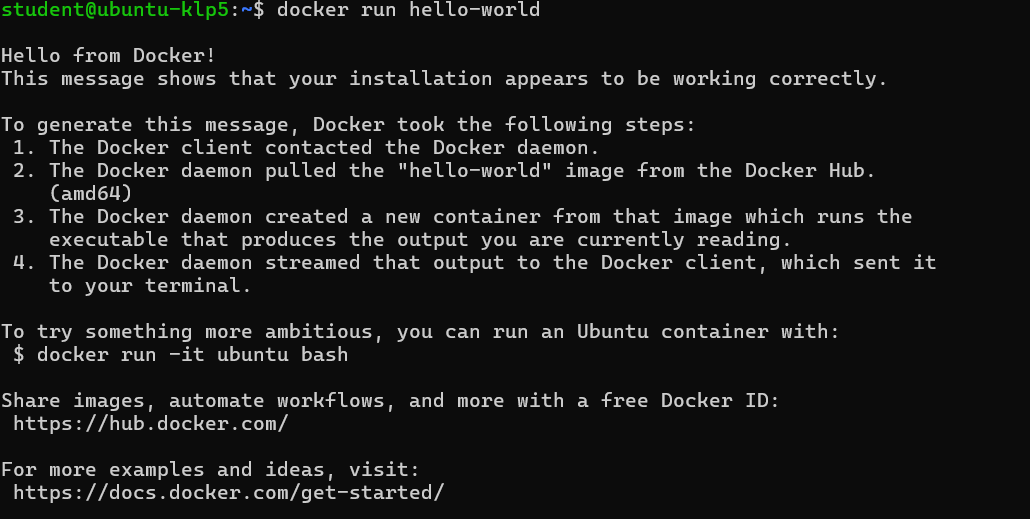 student@ubuntu-klp5:~$ docker run hello-world
Hello from Docker!
This message shows that your installation appears to be working correctly.
To generate this message, Docker took the following steps:
1. The Docker client contacted the Docker daemon.
2. The Docker daemon pulled the "hello-world" image from the Docker Hub.
(amd64)
3. The Docker daemon created a new container from that image which runs the
executable that produces the output you are currently reading.
4. The Docker daemon streamed that output to the Docker client, which sent it
to your terminal.
To try something more ambitious, you can run an Ubuntu container with:
$ docker run -it ubuntu bash
Share images, automate workflows, and more with a free Docker ID:
https://hub.docker.com/
For more examples and ideas, visit:
https://docs.docker.com/get-started/